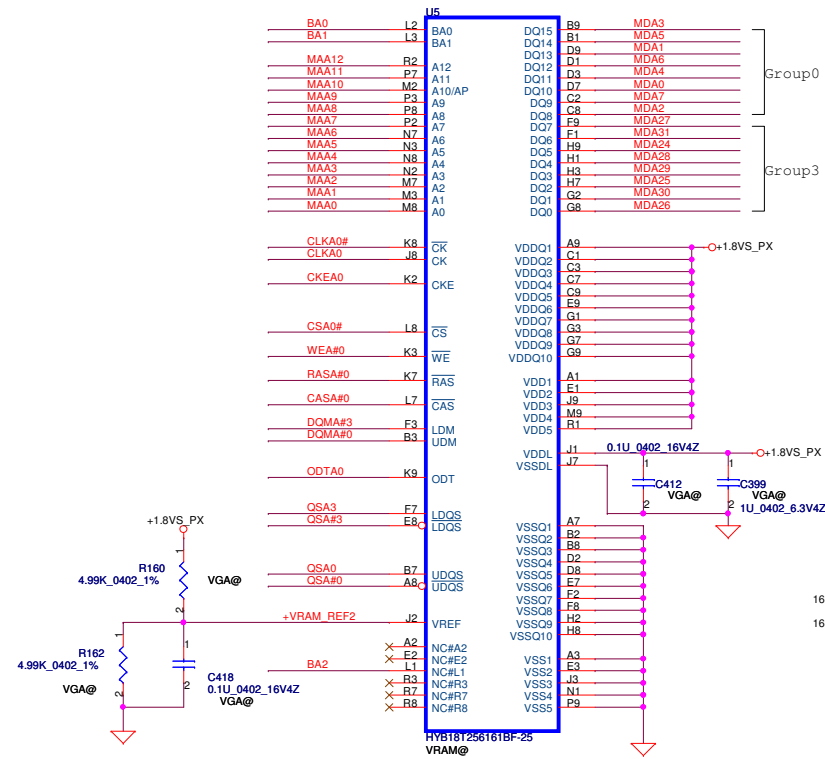 U5
BA0 L2 BA0 DQ15 B9 MDA3
BA1 L3 BA1 DQ14 B1 MDA5
DQ13 D9 MDA1
MAA12 R2 A12 DQ12 D1 MDA6
MAA11 P7 A11 DQ11 D3 MDA4
MAA10 M2 A10/AP DQ10 D7 MDA0
MAA9 P3 A9 DQ9 C2 MDA7
MAA8 P8 A8 DQ8 C8 MDA2
Group0
MAA7 P2 A7 DQ7 F9 MDA27
MAA6 N7 A6 DQ6 F1 MDA31
MAA5 N3 A5 DQ5 H9 MDA24
MAA4 N8 A4 DQ4 H1 MDA28
MAA3 N2 A3 DQ3 H3 MDA29
MAA2 M7 A2 DQ2 H7 MDA25
MAA1 M3 A1 DQ1 G2 MDA30
MAA0 M8 A0 DQ0 G8 MDA26
Group3
CLKA0# K8 CK VDDQ1 A9 +1.8VS_PX
CLKA0 J8 CK VDDQ2 C1
VDDQ3 C3
CKEA0 K2 CKE VDDQ4 C7
VDDQ5 C9
VDDQ6 E9
VDDQ7 G1
CSA0# L8 CS VDDQ8 G3
VDDQ9 G7
WEA#0 K3 WE VDDQ10 G9
RASA#0 K7 RAS VDD1 A1
VDD2 E1
CASA#0 L7 CAS VDD3 J9
VDD4 M9
DQMA#3 F3 LDM VDD5 R1
DQMA#0 B3 UDM
VDDL J1 0.1U_0402_16V4Z +1.8VS_PX
VSSDL J7
ODTA0 K9 ODT
1 C412 1 C399
VGA@ VGA@
2 2 1U_0402_6.3V4Z
QSA3 F7 LDQS
QSA#3 E8 LDQS
VSSQ1 A7
VSSQ2 B2
VSSQ3 B8
VSSQ4 D2
QSA0 B7 UDQS VSSQ5 D8
QSA#0 A8 UDQS VSSQ6 E7
VSSQ7 F2
VSSQ8 F8
+VRAM_REF2 J2 VREF VSSQ9 H2
VSSQ10 H8
16
16
A2 NC#A2
E2 NC#E2 VSS1 A3
BA2 L1 NC#L1 VSS2 E3
R3 NC#R3 VSS3 J3
R7 NC#R7 VSS4 N1
R8 NC#R8 VSS5 P9
HYB18T256161BF-25
VRAM@
+1.8VS_PX
1
R160
4.99K_0402_1%
VGA@
2
1
R162
4.99K_0402_1%
VGA@
2
1
2
C418
0.1U_0402_16V4Z
VGA@